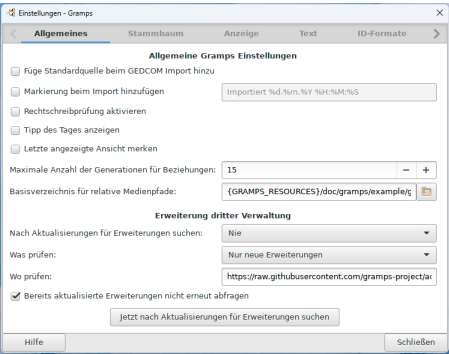 Einstellungen - Gramps
Allgemeines Stammbaum Anzeige Text ID-Formate
Allgemeine Gramps Einstellungen
Füge Standardquelle beim GEDCOM Import hinzu
Markierung beim Import hinzufügen Importiert %d.%m.%Y %H:%M:%S
Rechtschreibprüfung aktivieren
Tipp des Tages anzeigen
Letzte angezeigte Ansicht merken
Maximale Anzahl der Generationen für Beziehungen: 15
Basisverzeichnis für relative Medienpfade: {GRAMPS_RESOURCES}/doc/gramps/example/g
Erweiterung dritter Verwaltung
Nach Aktualisierungen für Erweiterungen suchen: Nie
Was prüfen: Nur neue Erweiterungen
Wo prüfen: https://raw.githubusercontent.com/gramps-project/ad
Bereits aktualisierte Erweiterungen nicht erneut abfragen
Jetzt nach Aktualisierungen für Erweiterungen suchen
Hilfe Schließen